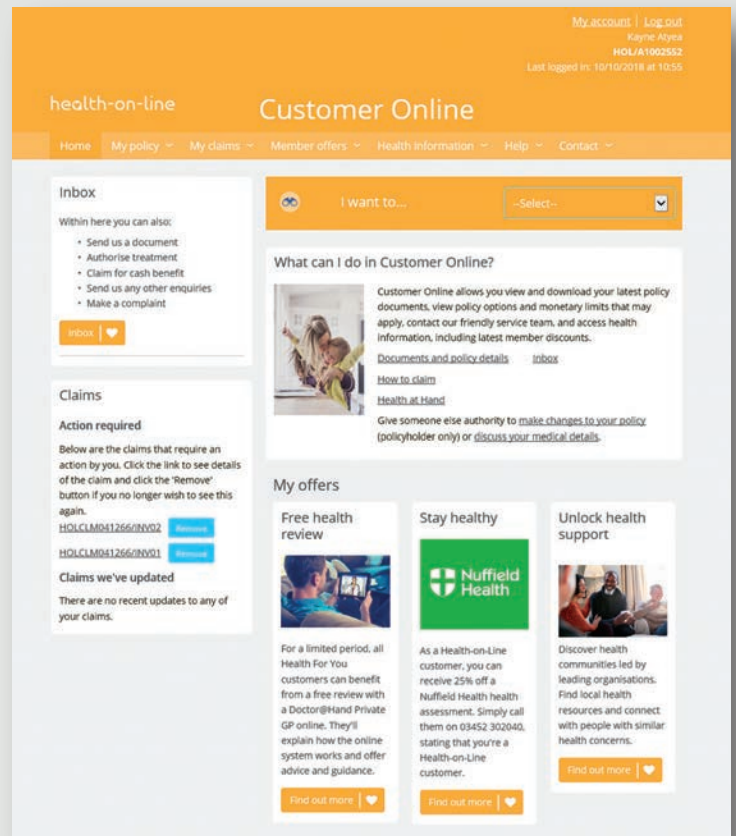 My account | Log out
Kayne Atyea
HOL/A1002552
Last logged in: 10/10/2018 at 10:55
health-on-line
Customer Online
Home My policy My claims Member offers Health information Help Contact
Inbox
Within here you can also:
• Send us a document
• Authorise treatment
• Claim for cash benefit
• Send us any other enquiries
• Make a complaint
Inbox
Claims
Action required
Below are the claims that require an
action by you. Click the link to see details
of the claim and click the 'Remove'
button if you no longer wish to see this
again.
HOLCLM041266/INV02 Remove
HOLCLM041266/INV01 Remove
Claims we've updated
There are no recent updates to any of
your claims.
I want to... --Select--
What can I do in Customer Online?
Customer Online allows you view and download your latest policy
documents, view policy options and monetary limits that may
apply, contact our friendly service team, and access health
information, including latest member discounts.
Documents and policy details Inbox
How to claim
Health at Hand
Give someone else authority to make changes to your policy
(policyholder only) or discuss your medical details.
My offers
Free health
review
For a limited period, all
Health For You
customers can benefit
from a free review with
a Doctor@Hand Private
GP online. They'll
explain how the online
system works and offer
advice and guidance.
Find out more
Stay healthy
Nuffield
Health
As a Health-on-Line
customer, you can
receive 25% off a
Nuffield Health health
assessment. Simply call
them on 03452 302040,
stating that you're a
Health-on-Line
customer.
Find out more
Unlock health
support
Discover health
communities led by
leading organisations.
Find local health
resources and connect
with people with similar
health concerns.
Find out more